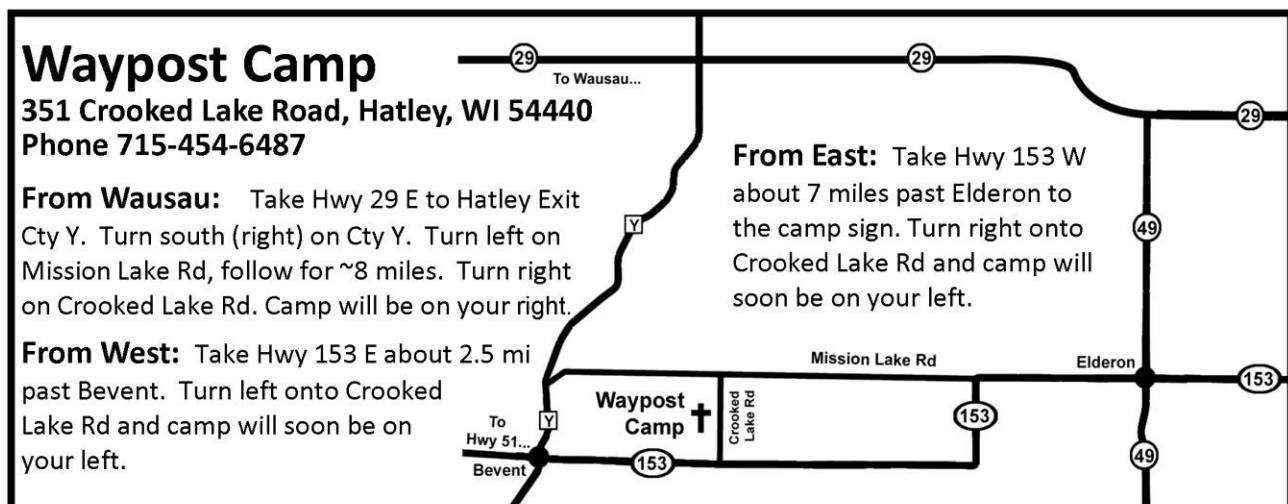 Waypost Camp
351 Crooked Lake Road, Hatley, WI 54440
Phone 715-454-6487
From Wausau: Take Hwy 29 E to Hatley Exit
Cty Y. Turn south (right) on Cty Y. Turn left on
Mission Lake Rd, follow for ~8 miles. Turn right
on Crooked Lake Rd. Camp will be on your right.
From West: Take Hwy 153 E about 2.5 mi
past Bevent. Turn left onto Crooked
Lake Rd and camp will soon be on
your left.
29
To Wausau...
29
29
From East: Take Hwy 153 W
about 7 miles past Elderon to
the camp sign. Turn right onto
Crooked Lake Rd and camp will
soon be on your left.
Y
49
Mission Lake Rd
Elderon
153
Waypost
Camp
Crooked
Lake Rd
153
Y
To
Hwy 51...
Bevent
153
49